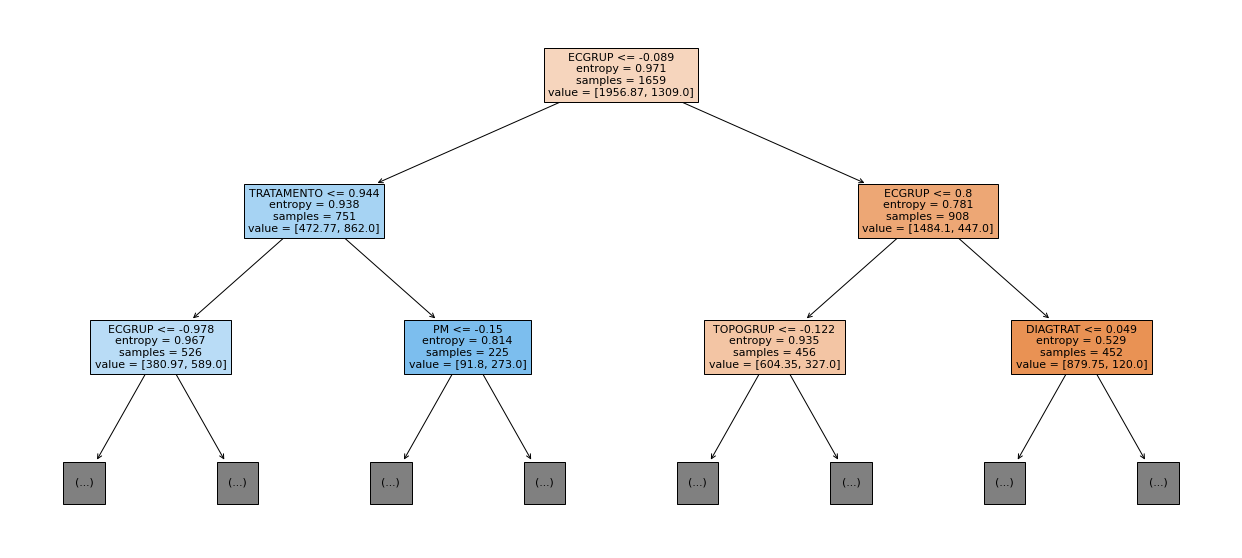 ECGRUP <= -0.089
entropy = 0.971
samples = 1659
value = [1956.87, 1309.0]
TRATAMENTO <= 0.944
entropy = 0.938
samples = 751
value = [472.77, 862.0]
ECGRUP <= 0.8
entropy = 0.781
samples = 908
value = [1484.1, 447.0]
ECGRUP <= -0.978
entropy = 0.967
samples = 526
value = [380.97, 589.0]
PM <= -0.15
entropy = 0.814
samples = 225
value = [91.8, 273.0]
TOPOGRUP <= -0.122
entropy = 0.935
samples = 456
value = [604.35, 327.0]
DIAGTRAT <= 0.049
entropy = 0.529
samples = 452
value = [879.75, 120.0]
(...)
(...)
(...)
(...)
(...)
(...)
(...)
(...)